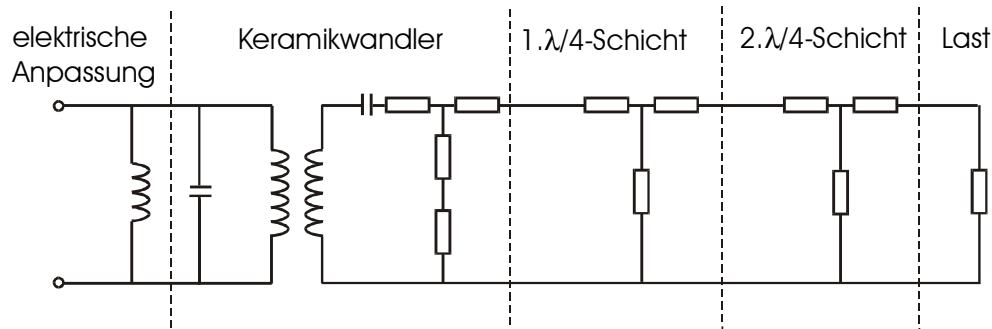 elektrische
Anpassung
Keramikwandler
1.λ/4-Schicht
2.λ/4-Schicht
Last